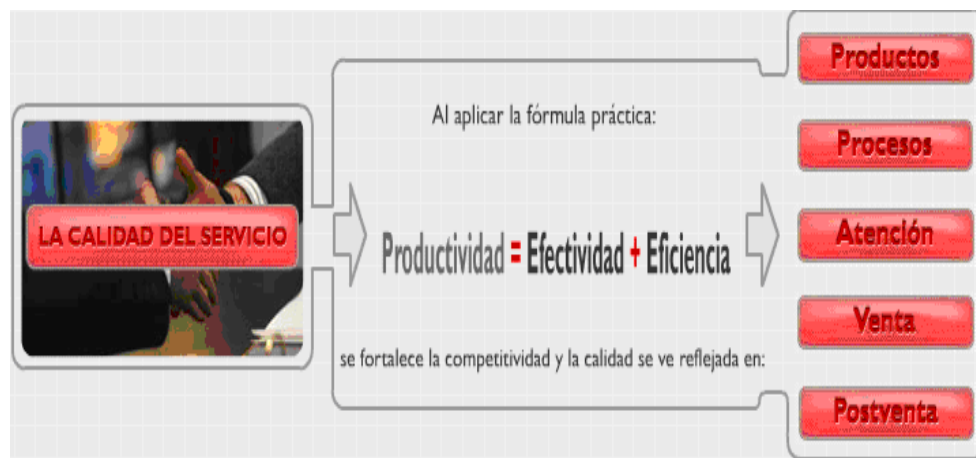 LA CALIDAD DEL SERVICIO
Al aplicar la fórmula práctica:
Productividad = Efectividad + Eficiencia
se fortalece la competitividad y la calidad se ve reflejada en:
Productos
Procesos
Atención
Venta
Postventa